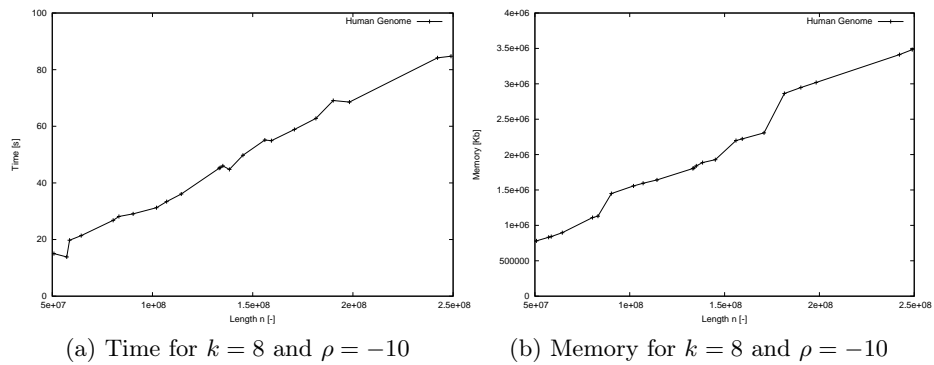 100
80
60
40
20
0
Time [s]
Human Genome
5e+07
1e+08
1.5e+08
2e+08
2.5e+08
Length n [-]
(a) Time for k = 8 and ρ = −10
4e+06
3.5e+06
3e+06
2.5e+06
2e+06
1.5e+06
1e+06
500000
0
Memory [Kb]
Human Genome
5e+07
1e+08
1.5e+08
2e+08
2.5e+08
Length n [-]
(b) Memory for k = 8 and ρ = −10